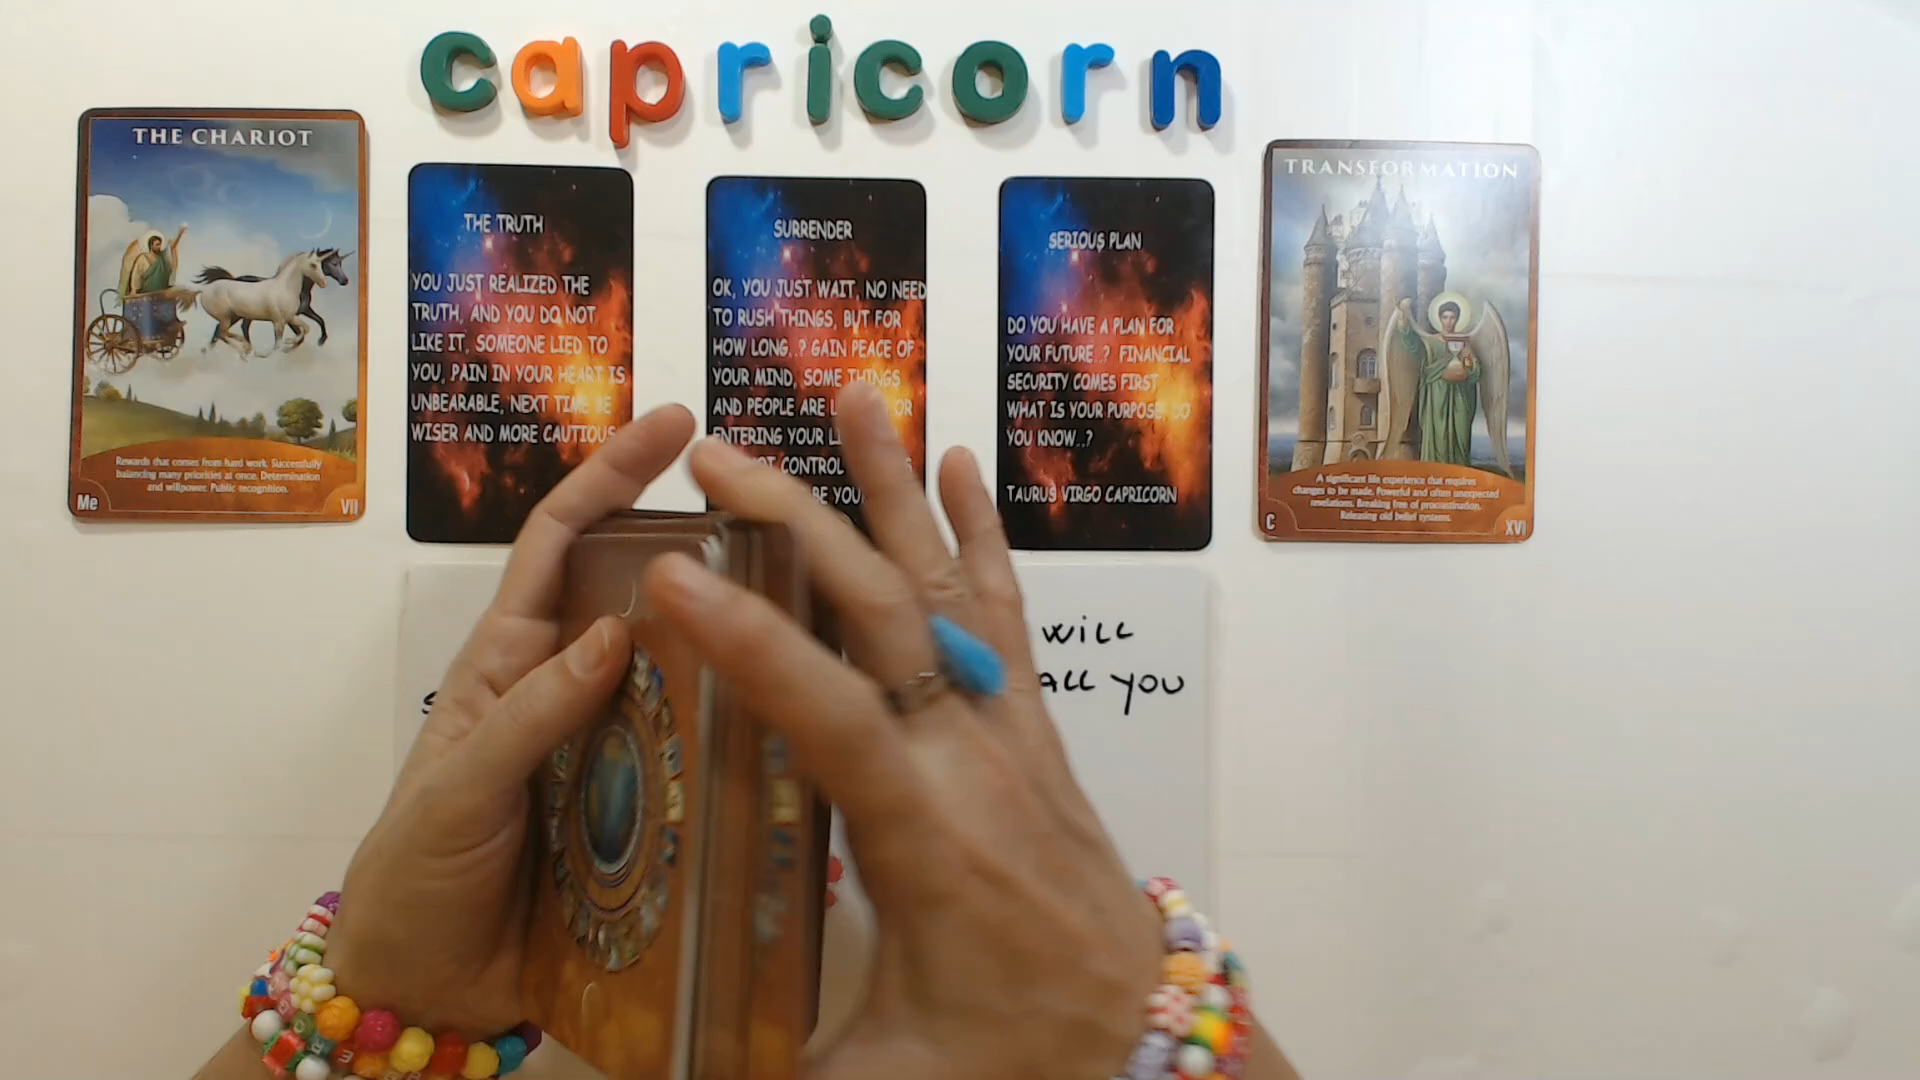 capricorn
THE CHARIOT
Rewards that comes from hard work. Successfully
balancing many priorities at once. Determination
and willpower. Public recognition.
Me
VII
THE TRUTH
YOU JUST REALIZED THE
TRUTH, AND YOU DO NOT
LIKE IT, SOMEONE LIED TO
YOU, PAIN IN YOUR HEART IS
UNBEARABLE, NEXT TIME BE
WISER AND MORE CAUTIOUS
SURRENDER
OK, YOU JUST WAIT, NO NEED
TO RUSH THINGS, BUT FOR
HOW LONG..? GAIN PEACE OF
YOUR MIND, SOME THINGS
AND PEOPLE ARE OR
ENTERING YOUR
CONTROL
BE
SERIOUS PLAN
DO YOU HAVE A PLAN FOR
YOUR FUTURE..? FINANCIAL
SECURITY COMES FIRST
WHAT IS YOUR PURPOSE, DO
YOU KNOW..?
TAURUS VIRGO CAPRICORN
TRANSFORMATION
A significant life experience that requires
changes to be made. Powerful and often unexpected
revelations. Breaking free of procrastination.
Releasing old belief systems.
C
XVI
WILL
ALL YOU